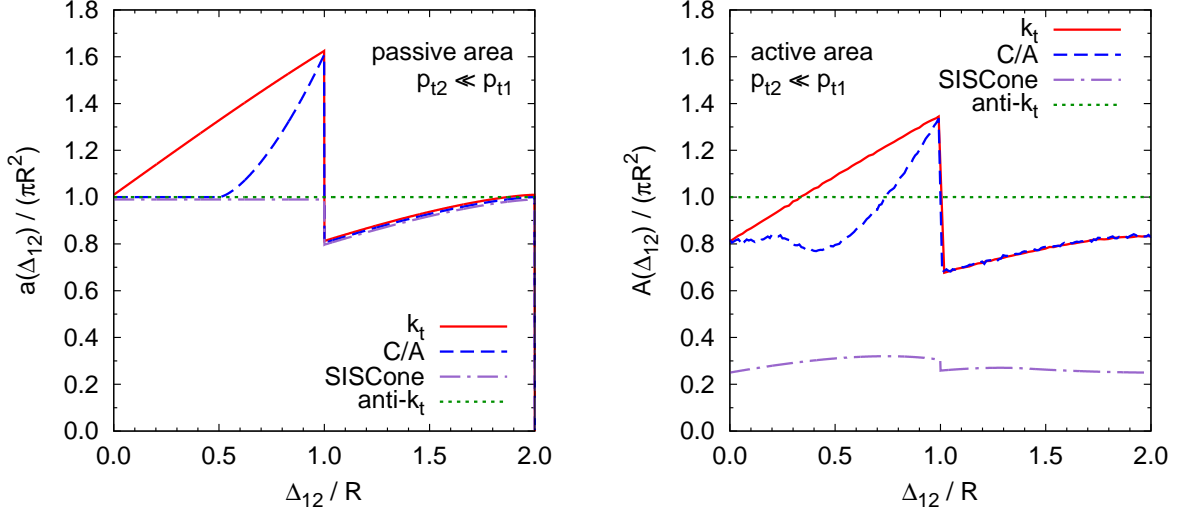 a(Δ12) / (πR²)
1.8
1.6
1.4
1.2
1.0
0.8
0.6
0.4
0.2
0.0
passive area
pt2 ≪ pt1
kt
C/A
SISCone
anti-kt
0.0 0.5 1.0 1.5 2.0
Δ12 / R
A(Δ12) / (πR²)
1.8
1.6
1.4
1.2
1.0
0.8
0.6
0.4
0.2
0.0
active area
pt2 ≪ pt1
kt
C/A
SISCone
anti-kt
0.0 0.5 1.0 1.5 2.0
Δ12 / R